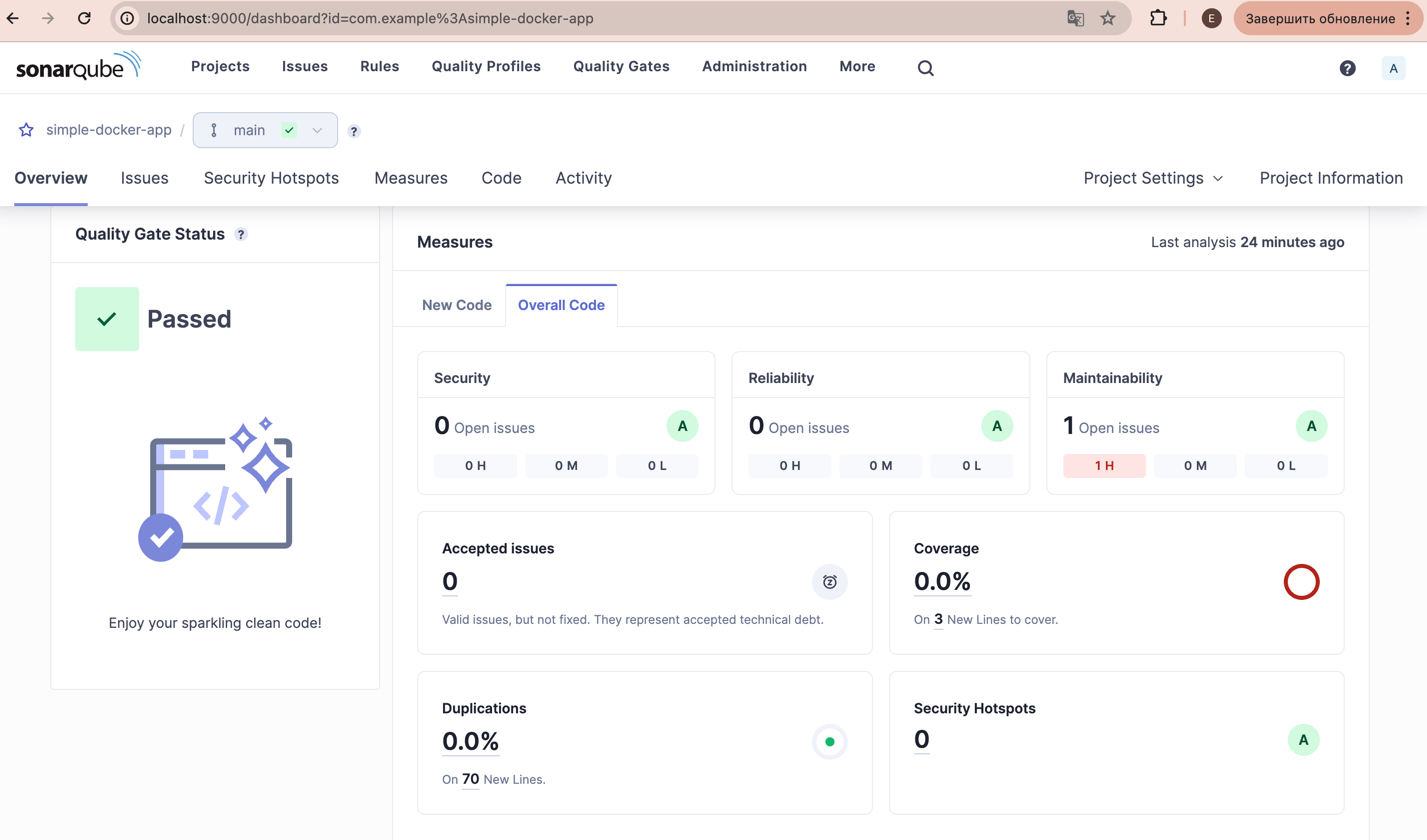 localhost:9000/dashboard?id=com.example%3Asimple-docker-app
E
Завершить обновление
sonarqube
Projects
Issues
Rules
Quality Profiles
Quality Gates
Administration
More
?
A
simple-docker-app /
main
?
Overview
Issues
Security Hotspots
Measures
Code
Activity
Project Settings
Project Information
Quality Gate Status ?
Passed
Enjoy your sparkling clean code!
Measures
Last analysis 24 minutes ago
New Code
Overall Code
Security
0 Open issues
A
0 H
0 M
0 L
Reliability
0 Open issues
A
0 H
0 M
0 L
Maintainability
1 Open issues
A
1 H
0 M
0 L
Accepted issues
0
Valid issues, but not fixed. They represent accepted technical debt.
Coverage
0.0%
On 3 New Lines to cover.
Duplications
0.0%
On 70 New Lines.
Security Hotspots
0
A